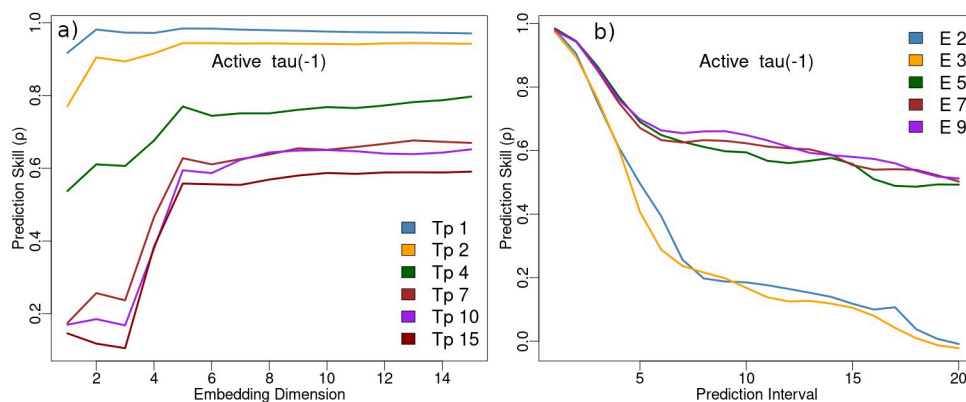 a)
Active tau(-1)
Prediction Skill (ρ)
1.0
0.8
0.6
0.4
0.2
Tp 1
Tp 2
Tp 4
Tp 7
Tp 10
Tp 15
2 4 6 8 10 12 14
Embedding Dimension
b)
Active tau(-1)
Prediction Skill (ρ)
1.0
0.8
0.6
0.4
0.2
0.0
E 2
E 3
E 5
E 7
E 9
5 10 15 20
Prediction Interval